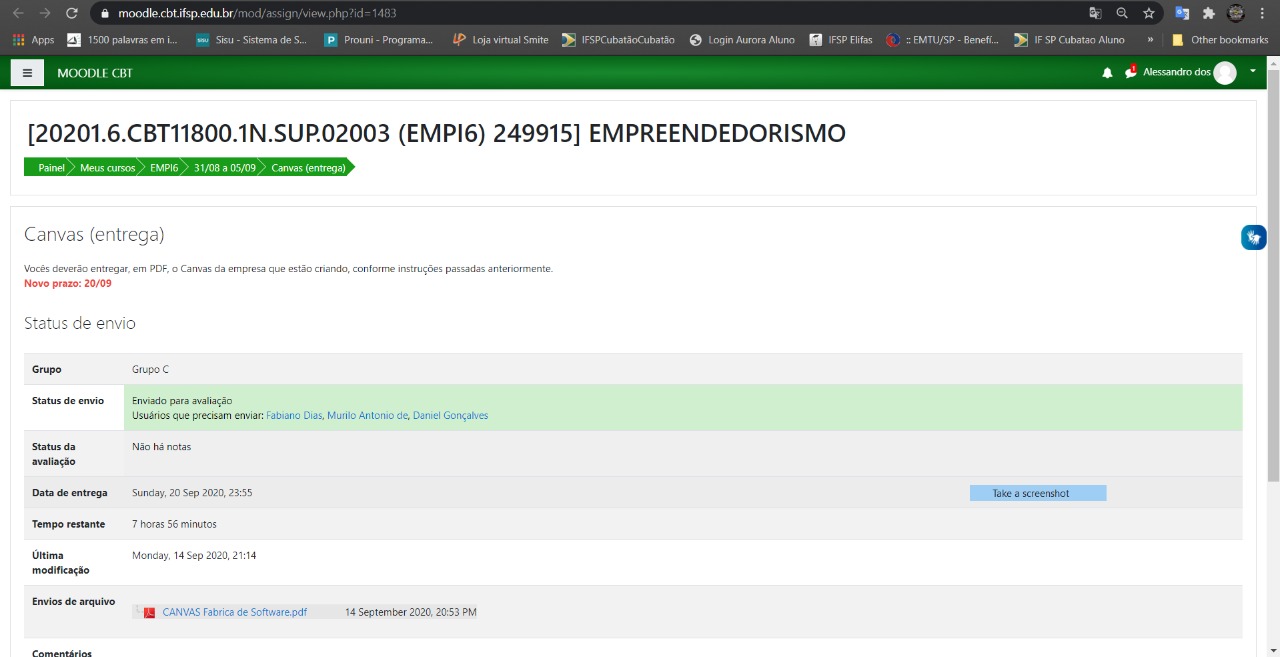 moodle.cbt.ifsp.edu.br/mod/assign/view.php?id=1483
Apps
1500 palavras em i...
Sisu - Sistema de S...
Prouni - Programa...
Loja virtual Smite
IFSPCubatãoCubatão
Login Aurora Aluno
IFSP Elifas
:: EMTU/SP - Benefí...
IF SP Cubatao Aluno
»
Other bookmarks
MOODLE CBT
Alessandro dos
[20201.6.CBT11800.1N.SUP.02003 (EMPI6) 249915] EMPREENDEDORISMO
Painel
Meus cursos
EMPI6
31/08 a 05/09
Canvas (entrega)
Canvas (entrega)
Vocês deverão entregar, em PDF, o Canvas da empresa que estão criando, conforme instruções passadas anteriormente.
Novo prazo: 20/09
Status de envio
Grupo
Grupo C
Status de envio
Enviado para avaliação
Usuários que precisam enviar: Fabiano Dias, Murilo Antonio de, Daniel Gonçalves
Status da
avaliação
Não há notas
Data de entrega
Sunday, 20 Sep 2020, 23:55
Take a screenshot
Tempo restante
7 horas 56 minutos
Última
modificação
Monday, 14 Sep 2020, 21:14
Envios de arquivo
CANVAS Fabrica de Software.pdf
14 September 2020, 20:53 PM
Comentários